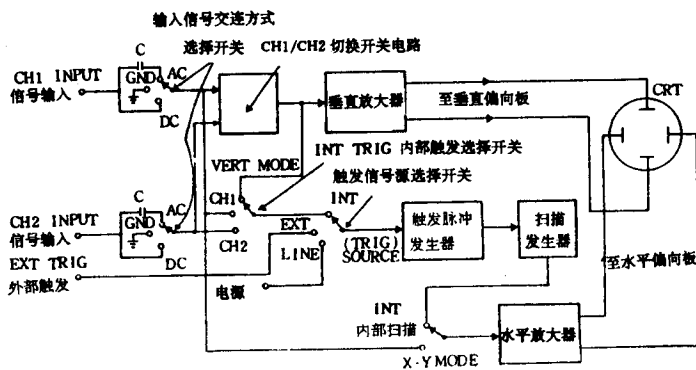 输入信号交连方式
选择开关 CH1/CH2 切换开关电路
C
CH1 INPUT
信号输入
GND
AC
DC
垂直放大器
至垂直偏向板
CRT
INT TRIG 内部触发选择开关
VERT MODE
触发信号源选择开关
C
CH2 INPUT
信号输入
GND
AC
DC
CH1
CH2
INT
EXT
LINE
(TRIG)
SOURCE
触发脉冲
发生器
扫描
发生器
EXT TRIG
外部触发
电源
至水平偏向板
INT
内部扫描
X·Y MODE
水平放大器